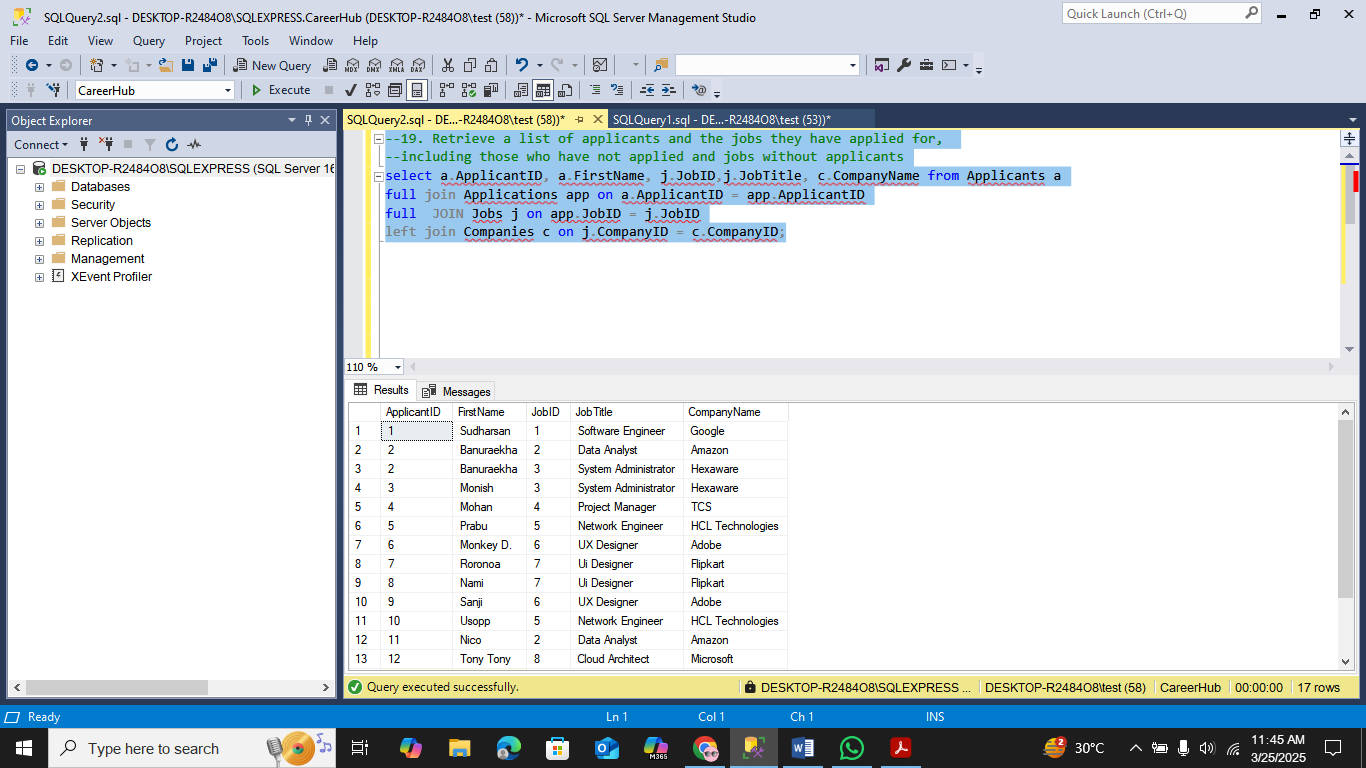 SQLQuery2.sql - DESKTOP-R2484O8\SQLEXPRESS.CareerHub (DESKTOP-R2484O8\test (58))* - Microsoft SQL Server Management Studio
Quick Launch (Ctrl+Q)
File Edit View Query Project Tools Window Help
New Query MDX DMX XMLA DAX
CareerHub Execute
Object Explorer
SQLQuery2.sql - DE...-R2484O8\test (58))* SQLQuery1.sql - DE...-R2484O8\test (53))*
Connect
DESKTOP-R2484O8\SQLEXPRESS (SQL Server 16
Databases
Security
Server Objects
Replication
Management
XEvent Profiler
--19. Retrieve a list of applicants and the jobs they have applied for,
--including those who have not applied and jobs without applicants
select a.ApplicantID, a.FirstName, j.JobID,j.JobTitle, c.CompanyName from Applicants a
full join Applications app on a.ApplicantID = app.ApplicantID
full  JOIN Jobs j on app.JobID = j.JobID
left join Companies c on j.CompanyID = c.CompanyID;
110 %
Results Messages
ApplicantID FirstName JobID JobTitle CompanyName
1 1 Sudharsan 1 Software Engineer Google
2 2 Banuraekha 2 Data Analyst Amazon
3 2 Banuraekha 3 System Administrator Hexaware
4 3 Monish 3 System Administrator Hexaware
5 4 Mohan 4 Project Manager TCS
6 5 Prabu 5 Network Engineer HCL Technologies
7 6 Monkey D. 6 UX Designer Adobe
8 7 Roronoa 7 Ui Designer Flipkart
9 8 Nami 7 Ui Designer Flipkart
10 9 Sanji 6 UX Designer Adobe
11 10 Usopp 5 Network Engineer HCL Technologies
12 11 Nico 2 Data Analyst Amazon
13 12 Tony Tony 8 Cloud Architect Microsoft
Query executed successfully.
DESKTOP-R2484O8\SQLEXPRESS ... DESKTOP-R2484O8\test (58) CareerHub 00:00:00 17 rows
Ready Ln 1 Col 1 Ch 1 INS
Type here to search
M365
30°C
11:45 AM
3/25/2025